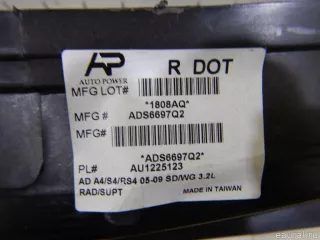 AP
AUTO POWER
R DOT
MFG LOT#
*1808AQ*
MFG # ADS6697Q2
MFG#
*ADS6697Q2*
PL# AU1225123
AD A4/S4/RS4 05-09 SD/WG 3.2L
RAD/SUPT MADE IN TAIWAN